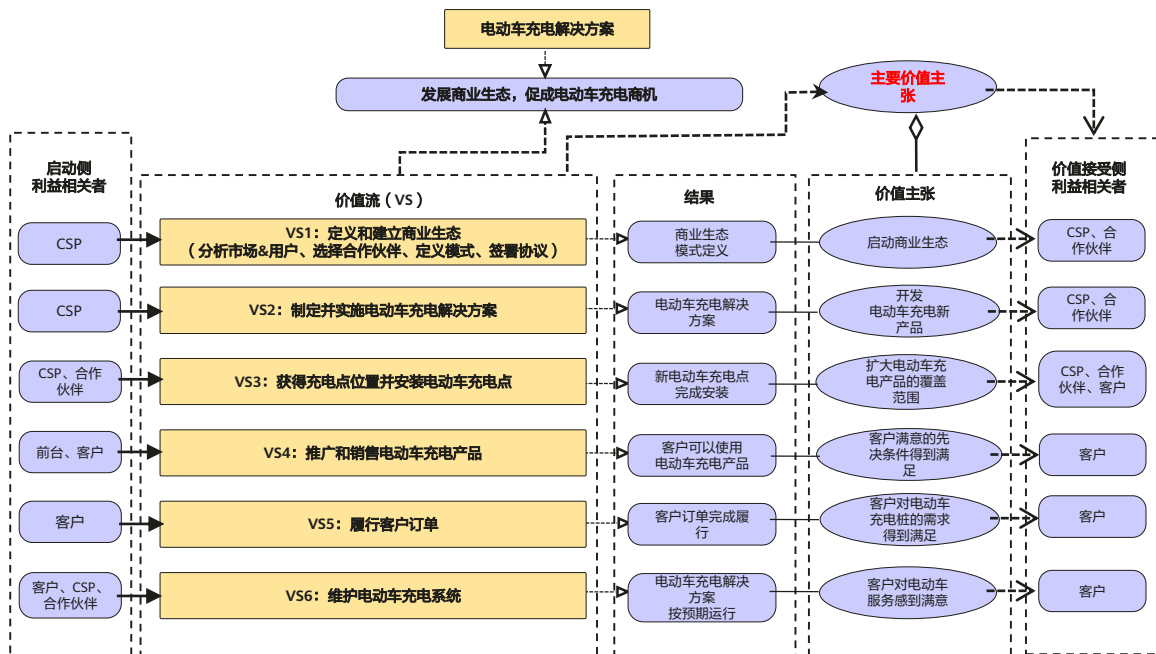 电动车充电解决方案
发展商业生态，促成电动车充电商机
主要价值主
张
启动侧
利益相关者
价值流（VS）
结果
价值主张
价值接受侧
利益相关者
CSP
VS1：定义和建立商业生态
（分析市场&用户、选择合作伙伴、定义模式、签署协议）
商业生态
模式定义
启动商业生态
CSP、合
作伙伴
CSP
VS2：制定并实施电动车充电解决方案
电动车充电解决
方案
开发
电动车充电新
产品
CSP、合
作伙伴
CSP、合作
伙伴
VS3：获得充电点位置并安装电动车充电点
新电动车充电点
完成安装
扩大电动车充
电产品的覆盖
范围
CSP、合作
伙伴、客户
前台、客户
VS4：推广和销售电动车充电产品
客户可以使用
电动车充电产品
客户满意的先
决条件得到满
足
客户
客户
VS5：履行客户订单
客户订单完成履
行
客户对电动车
充电桩的需求
得到满足
客户
客户、CSP、
合作伙伴
VS6：维护电动车充电系统
电动车充电解决
方案
按预期运行
客户对电动车
服务感到满意
客户